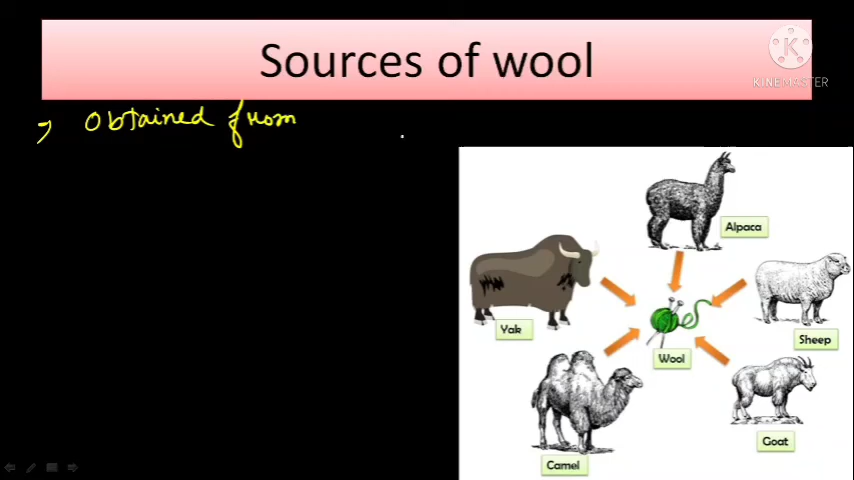 Sources of wool
K
KINEMASTER
Obtained from
Alpaca
Yak
Sheep
Wool
Goat
Camel